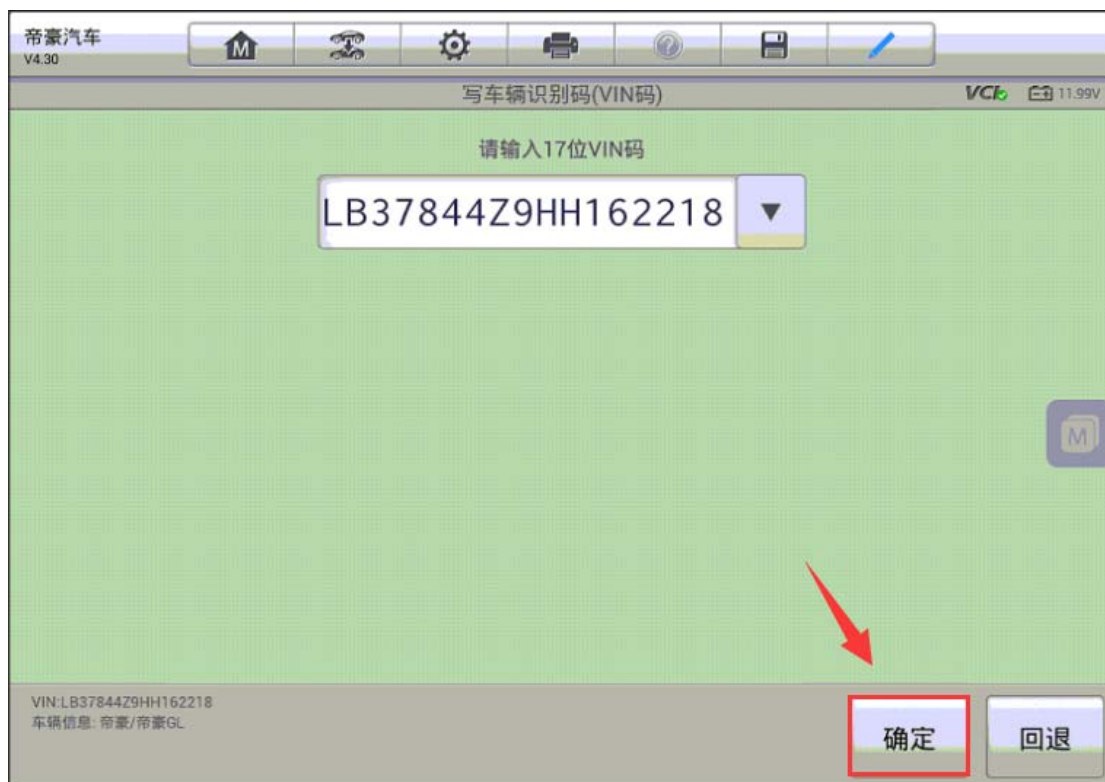 帝豪汽车
V4.30
写车辆识别码(VIN码)
VCI
11.99V
请输入17位VIN码
LB37844Z9HH162218
M
M
VIN:LB37844Z9HH162218
车辆信息: 帝豪/帝豪GL
确定
回退